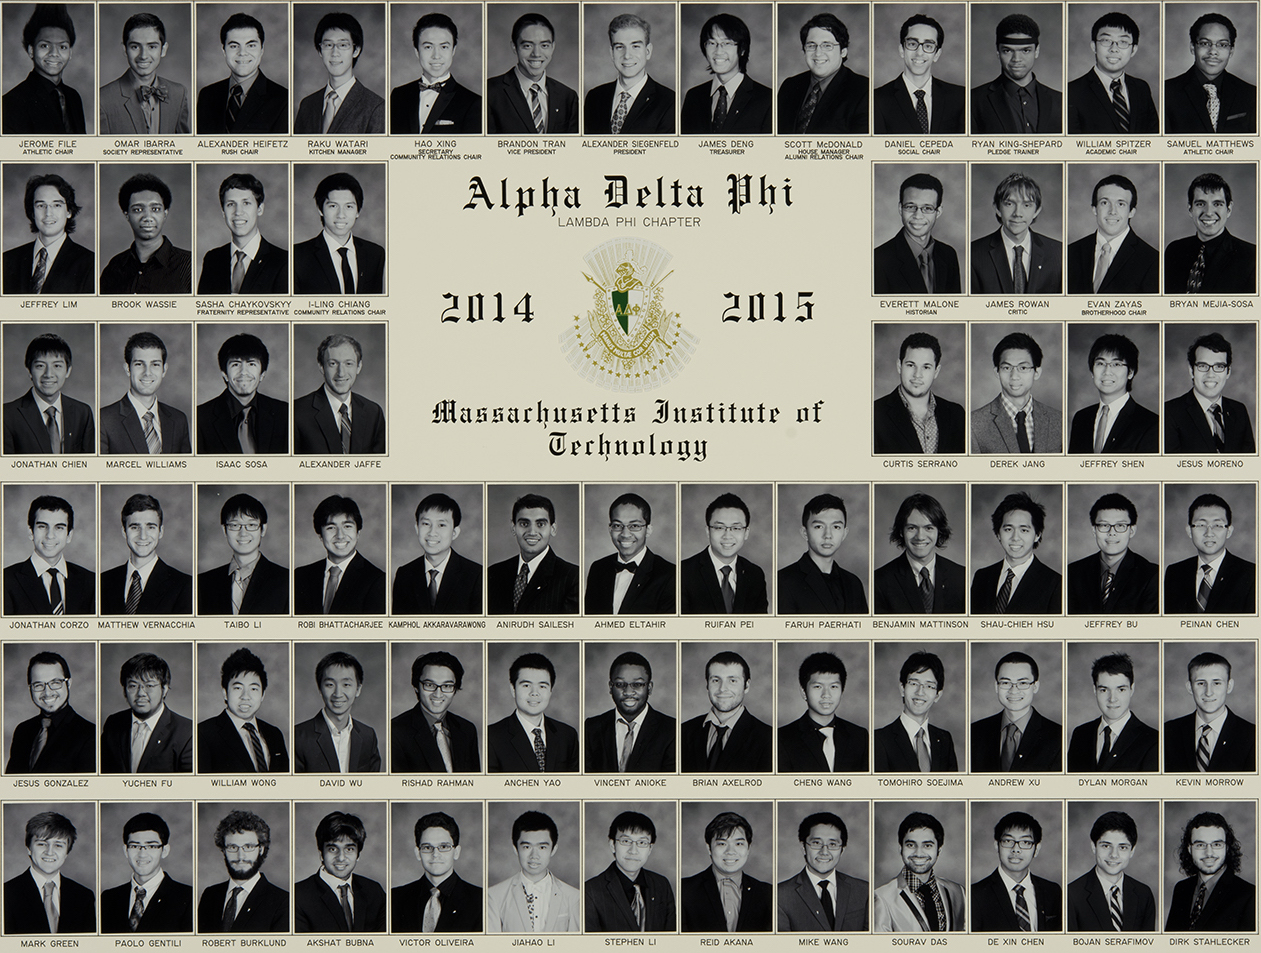 JEROME FILE
ATHLETIC CHAIR
OMAR IBARRA
SOCIETY REPRESENTATIVE
ALEXANDER HEIFETZ
RUSH CHAIR
RAKU WATARI
KITCHEN MANAGER
HAO XING
SECRETARY
COMMUNITY RELATIONS CHAIR
BRANDON TRAN
VICE PRESIDENT
ALEXANDER SIEGENFELD
PRESIDENT
JAMES DENG
TREASURER
SCOTT McDONALD
HOUSE MANAGER
ALUMNI RELATIONS CHAIR
DANIEL CEPEDA
SOCIAL CHAIR
RYAN KING-SHEPARD
PLEDGE TRAINER
WILLIAM SPITZER
ACADEMIC CHAIR
SAMUEL MATTHEWS
ATHLETIC CHAIR
Alpha Delta Phi
LAMBDA PHI CHAPTER
2014
2015
ΑΔΦ
Massachusetts Institute of
Technology
JEFFREY LIM
BROOK WASSIE
SASHA CHAYKOVSKYY
FRATERNITY REPRESENTATIVE
I-LING CHIANG
COMMUNITY RELATIONS CHAIR
EVERETT MALONE
HISTORIAN
JAMES ROWAN
CRITIC
EVAN ZAYAS
BROTHERHOOD CHAIR
BRYAN MEJIA-SOSA
JONATHAN CHIEN
MARCEL WILLIAMS
ISAAC SOSA
ALEXANDER JAFFE
CURTIS SERRANO
DEREK JANG
JEFFREY SHEN
JESUS MORENO
JONATHAN CORZO
MATTHEW VERNACCHIA
TAIBO LI
ROBI BHATTACHARJEE
KAMPHOL AKKARAVARAWONG
ANIRUDH SAILESH
AHMED ELTAHIR
RUIFAN PEI
FARUH PAERHATI
BENJAMIN MATTINSON
SHAU-CHIEH HSU
JEFFREY BU
PEINAN CHEN
JESUS GONZALEZ
YUCHEN FU
WILLIAM WONG
DAVID WU
RISHAD RAHMAN
ANCHEN YAO
VINCENT ANIOKE
BRIAN AXELROD
CHENG WANG
TOMOHIRO SOEJIMA
ANDREW XU
DYLAN MORGAN
KEVIN MORROW
MARK GREEN
PAOLO GENTILI
ROBERT BURKLUND
AKSHAT BUBNA
VICTOR OLIVEIRA
JIAHAO LI
STEPHEN LI
REID AKANA
MIKE WANG
SOURAV DAS
DE XIN CHEN
BOJAN SERAFIMOV
DIRK STAHLECKER